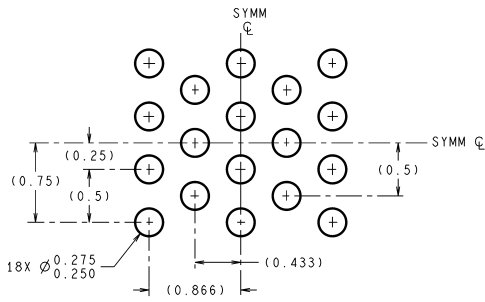 SYMM
℄
SYMM ℄
(0.25)
(0.75)
(0.5)
(0.5)
18X ⌀ 0.275
0.250
(0.433)
(0.866)